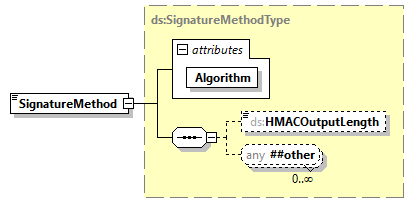 ds:SignatureMethodType
attributes
Algorithm
SignatureMethod
ds:HMACOutputLength
any ##other
0..∞